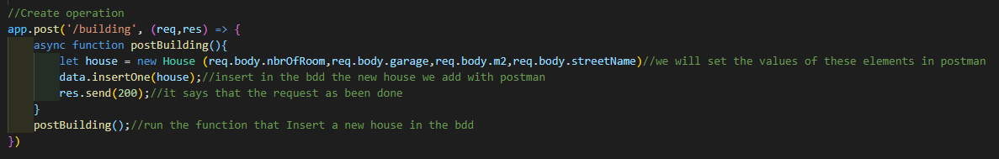 //Create operation
app.post('/building', (req,res) => {
    async function postBuilding(){
        let house = new House (req.body.nbrOfRoom,req.body.garage,req.body.m2,req.body.streetName)//we will set the values of these elements in postman
        data.insertOne(house);//insert in the bdd the new house we add with postman
        res.send(200);//it says that the request as been done
    }
    postBuilding();//run the function that Insert a new house in the bdd
})